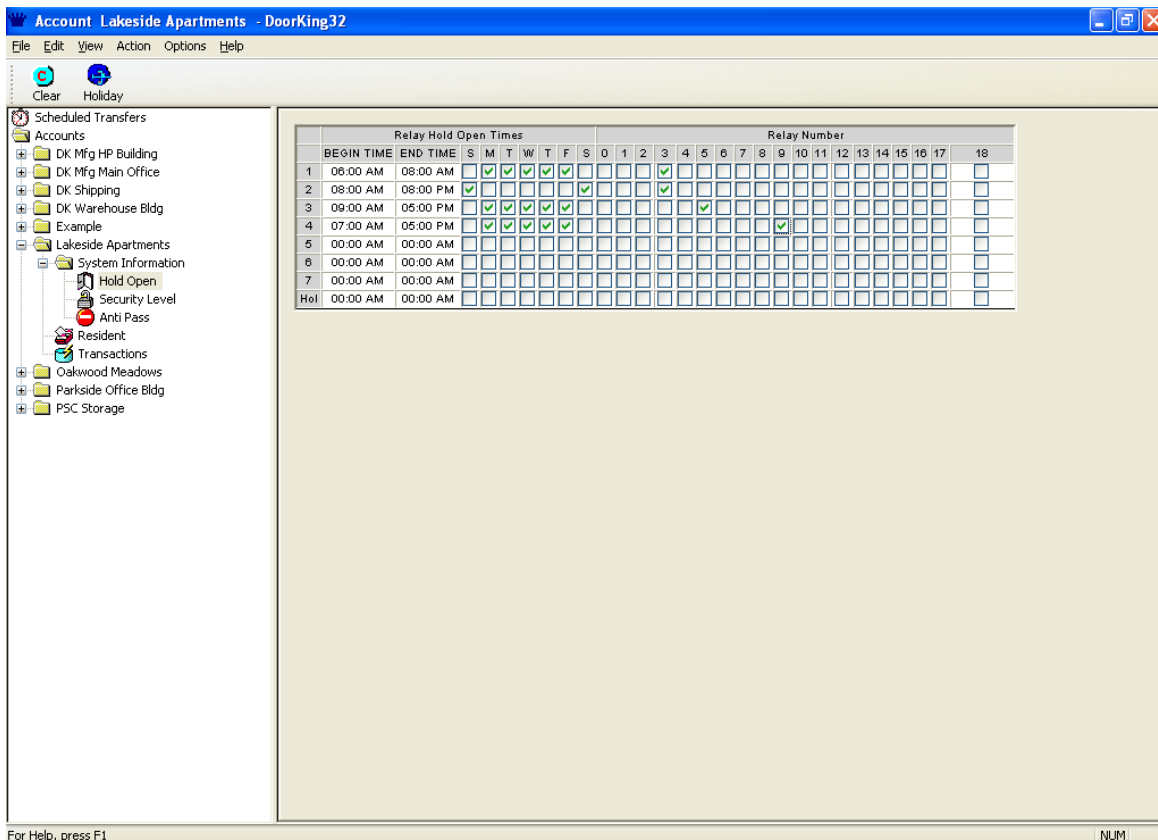 Account Lakeside Apartments - DoorKing32
File Edit View Action Options Help
C
Clear Holiday
Scheduled Transfers
Accounts
DK Mfg HP Building
DK Mfg Main Office
DK Shipping
DK Warehouse Bldg
Example
Lakeside Apartments
System Information
Hold Open
Security Level
Anti Pass
Resident
Transactions
Oakwood Meadows
Parkside Office Bldg
PSC Storage
Relay Hold Open Times Relay Number
BEGIN TIME END TIME S M T W T F S 0 1 2 3 4 5 6 7 8 9 10 11 12 13 14 15 16 17 18
1 06:00 AM 08:00 AM
2 08:00 AM 08:00 PM
3 09:00 AM 05:00 PM
4 07:00 AM 05:00 PM
5 00:00 AM 00:00 AM
6 00:00 AM 00:00 AM
7 00:00 AM 00:00 AM
Hol 00:00 AM 00:00 AM
For Help, press F1 NUM